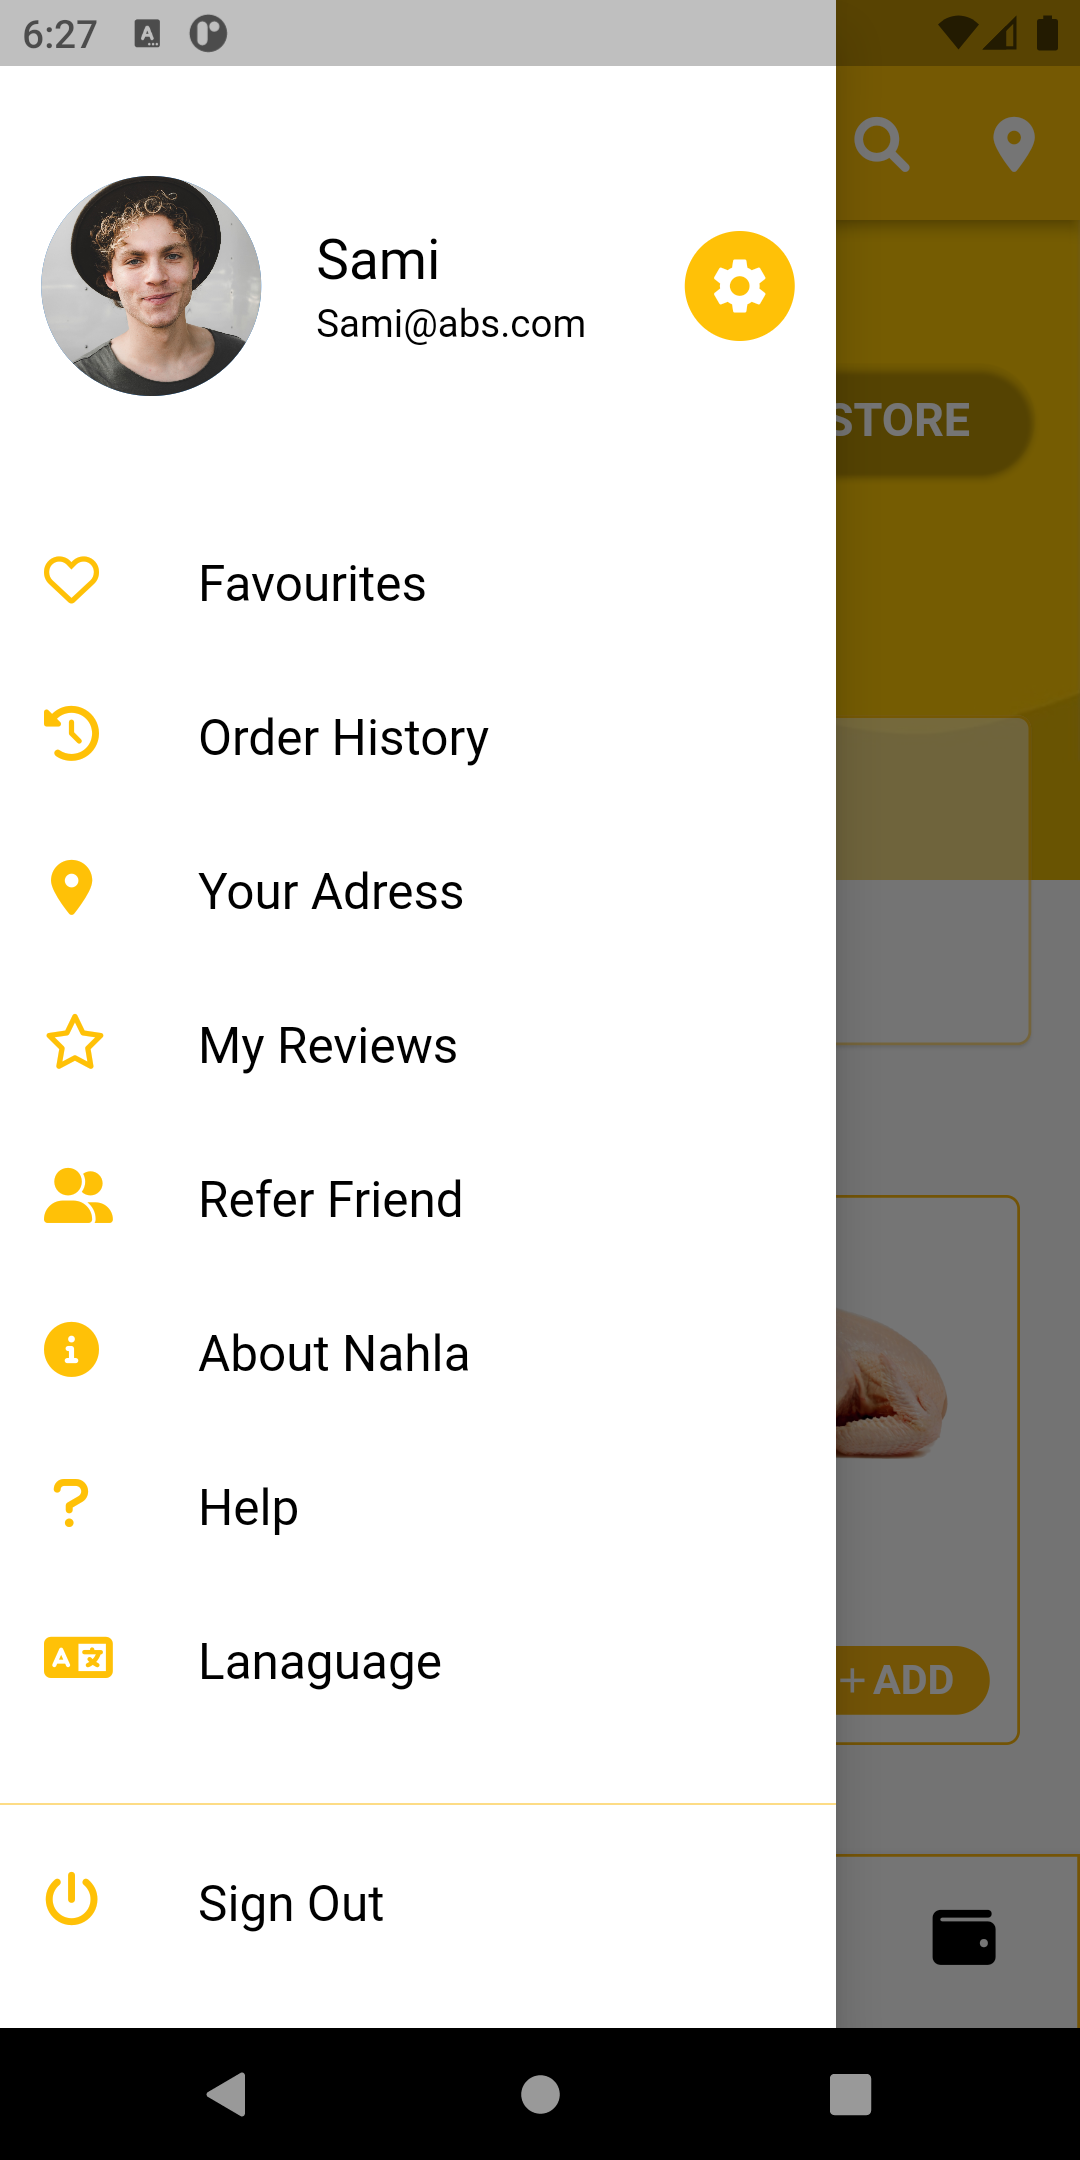 6:27
Sami
Sami@abs.com
STORE
Favourites
Order History
Your Adress
My Reviews
Refer Friend
About Nahla
Help
Lanaguage
+ ADD
Sign Out